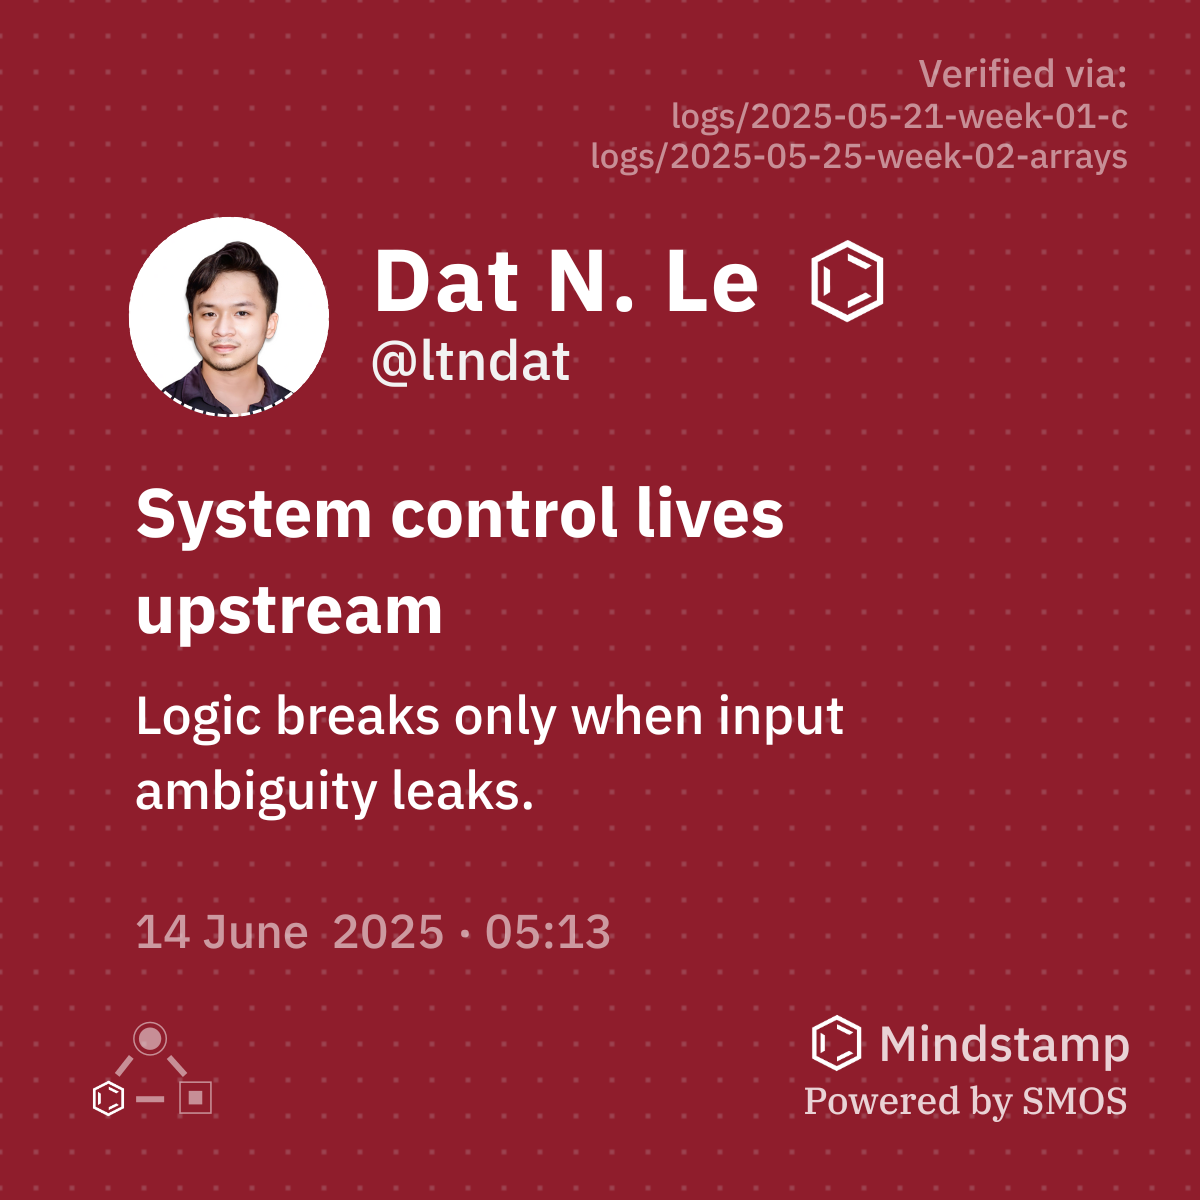 Verified via:
logs/2025-05-21-week-01-c
logs/2025-05-25-week-02-arrays
Dat N. Le
@ltndat
System control lives
upstream
Logic breaks only when input
ambiguity leaks.
14 June 2025 · 05:13
Mindstamp
Powered by SMOS